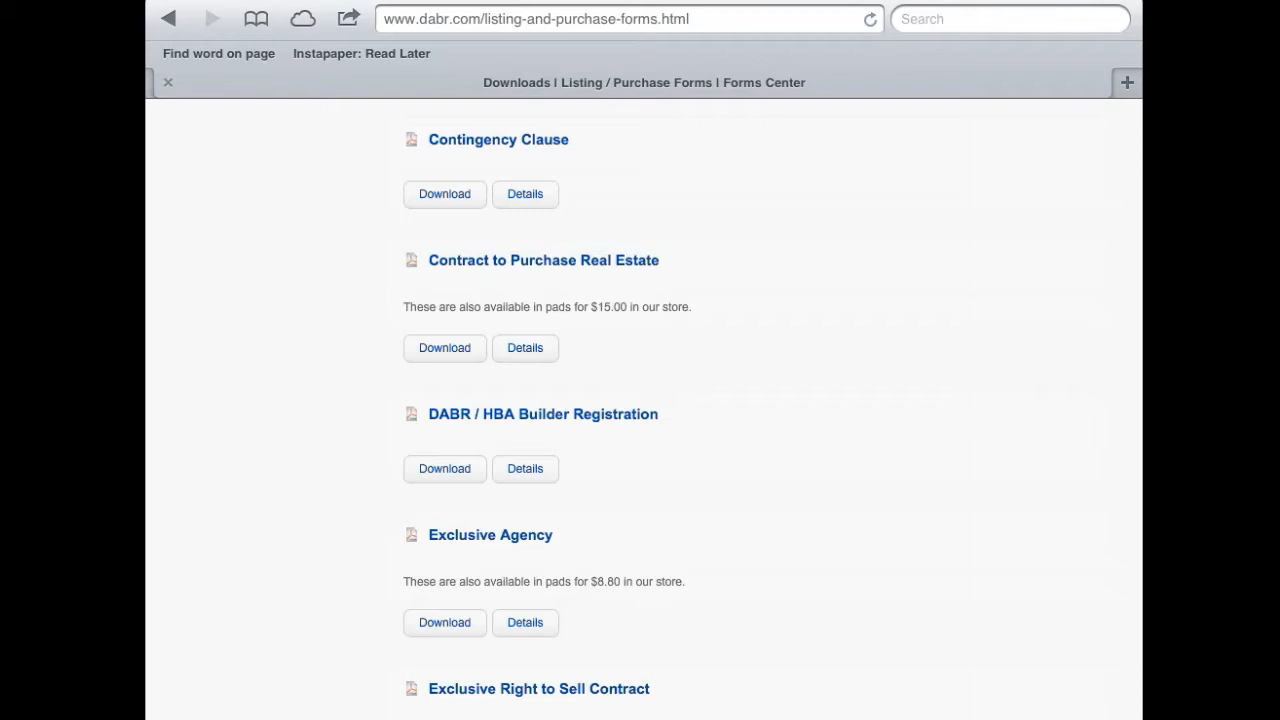 www.dabr.com/listing-and-purchase-forms.html
Search
Find word on page Instapaper: Read Later
Downloads | Listing / Purchase Forms | Forms Center
Contingency Clause
Download Details
Contract to Purchase Real Estate
These are also available in pads for $15.00 in our store.
Download Details
DABR / HBA Builder Registration
Download Details
Exclusive Agency
These are also available in pads for $8.80 in our store.
Download Details
Exclusive Right to Sell Contract